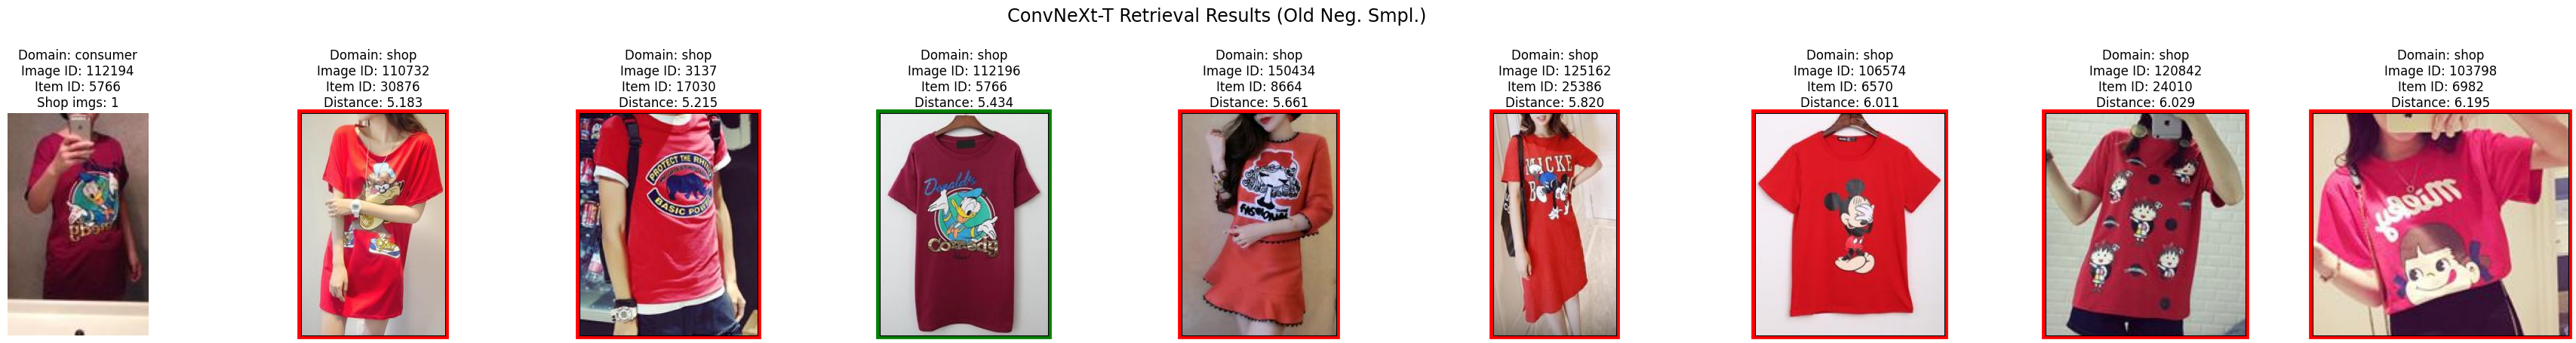 ConvNeXt-T Retrieval Results (Old Neg. Smpl.)
Domain: consumer
Image ID: 112194
Item ID: 5766
Shop imgs: 1
Domain: shop
Image ID: 110732
Item ID: 30876
Distance: 5.183
Domain: shop
Image ID: 3137
Item ID: 17030
Distance: 5.215
PROTECT THE RHI
BASIC PO
Domain: shop
Image ID: 112196
Item ID: 5766
Distance: 5.434
Donald
Comedy
Domain: shop
Image ID: 150434
Item ID: 8664
Distance: 5.661
Domain: shop
Image ID: 125162
Item ID: 25386
Distance: 5.820
MICKE
Domain: shop
Image ID: 106574
Item ID: 6570
Distance: 6.011
Domain: shop
Image ID: 120842
Item ID: 24010
Distance: 6.029
Domain: shop
Image ID: 103798
Item ID: 6982
Distance: 6.195